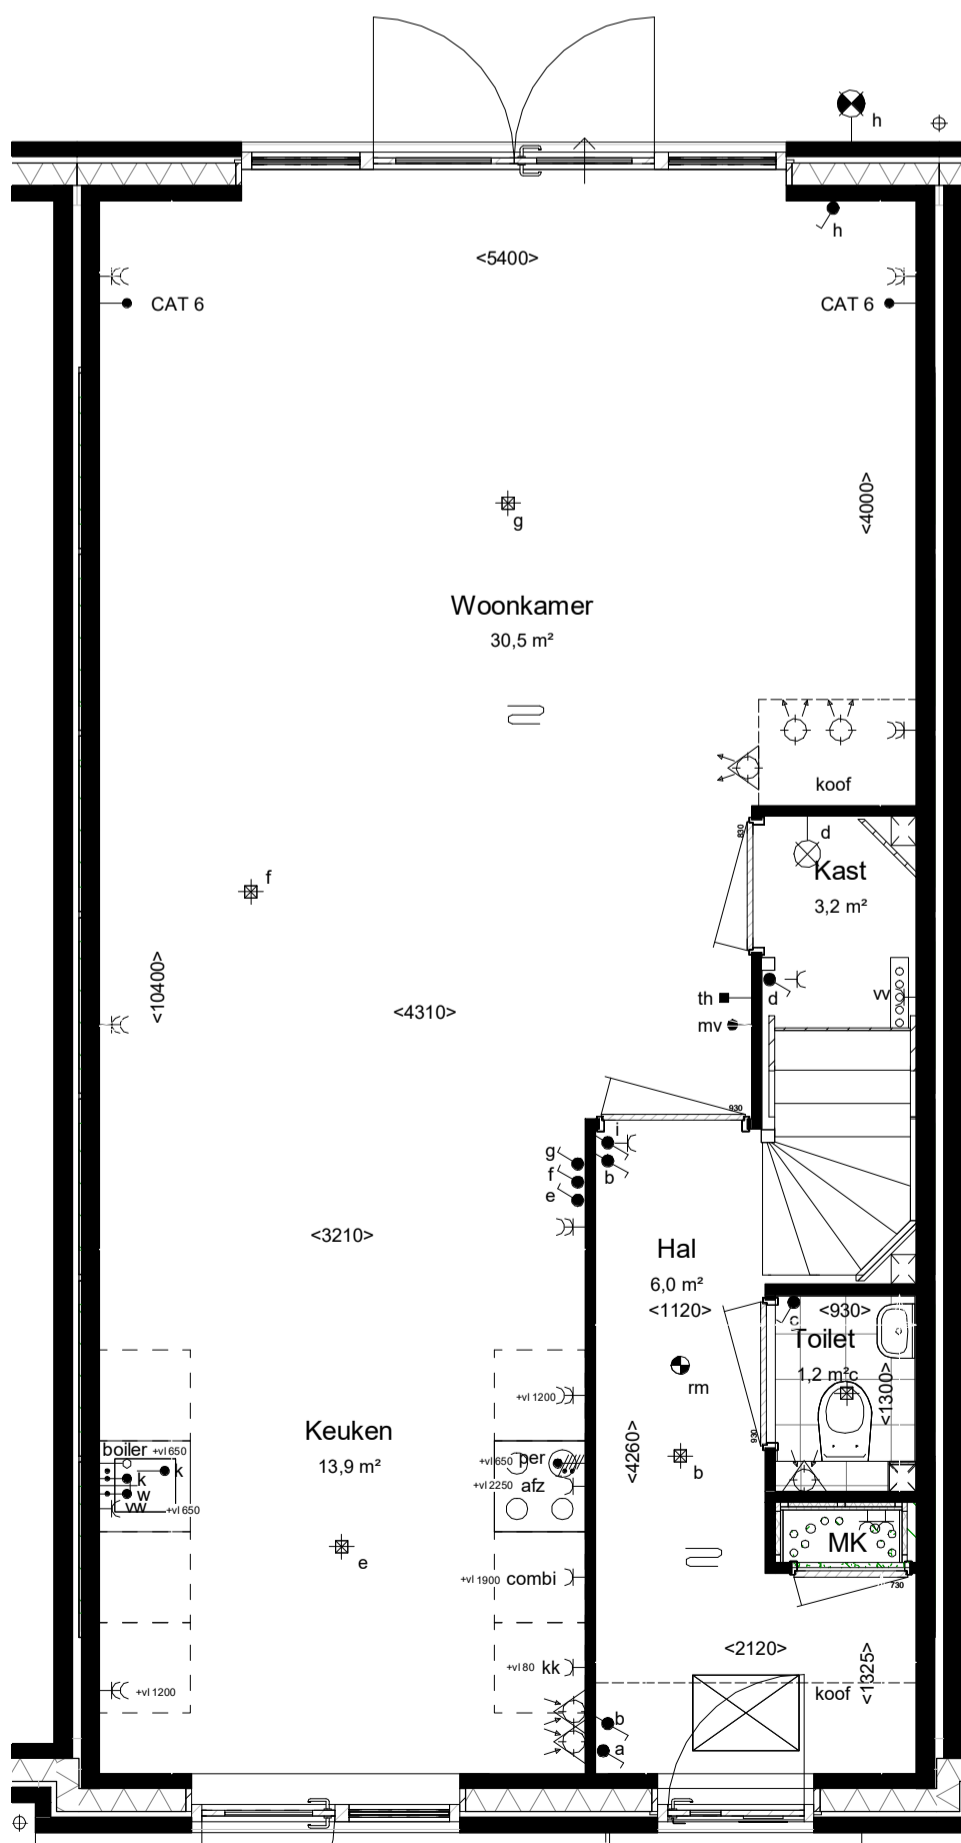 h
h
<5400>
CAT 6
CAT 6
<4000>
g
Woonkamer
30,5 m²
koof
830
d
Kast
3,2 m²
f
<10400>
<4310>
th
d
vv
mv
930
i
g
b
f
e
<3210>
Hal
6,0 m²
<1120>
<930>
c
Toilet
1,2 m²
c
<1300>
rm
+vl 1200
Keuken
13,9 m²
boiler
+vl 650
k
k
w
vw
+vl 650
+vl 650
per
+vl 2250
afz
<4260>
930
b
MK
e
730
+vl 1900
combi
<2120>
<1325>
+vl 80
kk
koof
+vl 1200
b
a